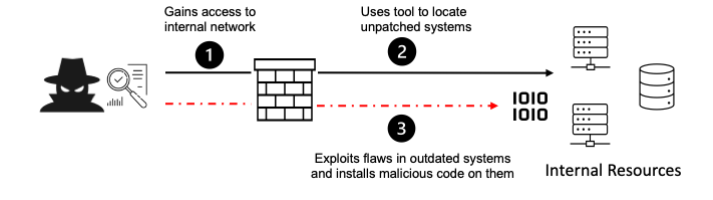 Gains access to
internal network
1
Uses tool to locate
unpatched systems
2
1010
1010
3
Exploits flaws in outdated systems
and installs malicious code on them
Internal Resources